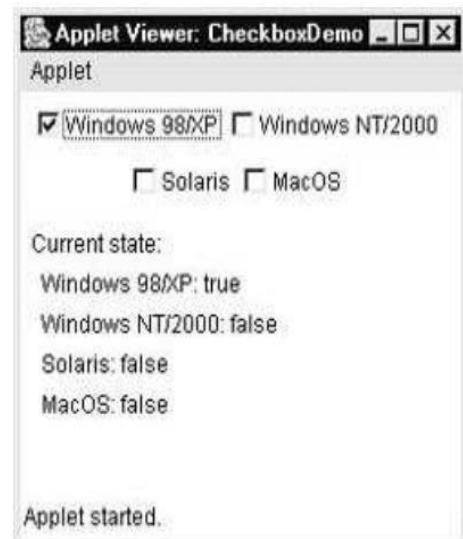 Applet Viewer: CheckboxDemo
Applet
Windows 98/XP Windows NT/2000
Solaris MacOS
Current state:
Windows 98/XP: true
Windows NT/2000: false
Solaris: false
MacOS: false
Applet started.